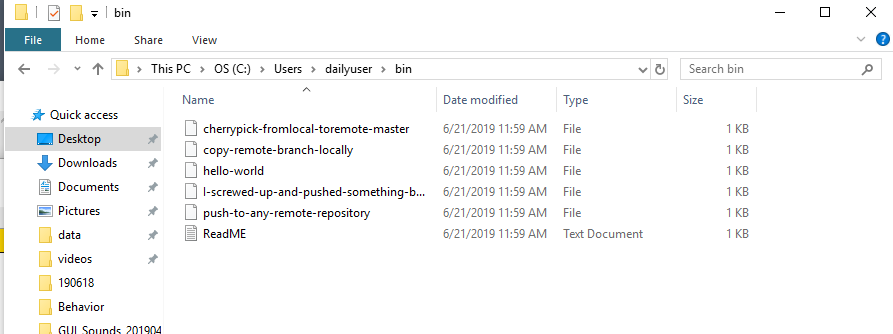 bin
File Home Share View
This PC OS (C:) Users dailyuser bin Search bin
Name Date modified Type Size
Quick access
Desktop
Downloads
Documents
Pictures
data
videos
190618
Behavior
GUI_Sounds_201904
cherrypick-fromlocal-toremote-master 6/21/2019 11:59 AM File 1 KB
copy-remote-branch-locally 6/21/2019 11:59 AM File 1 KB
hello-world 6/21/2019 11:59 AM File 1 KB
I-screwed-up-and-pushed-something-b... 6/21/2019 11:59 AM File 1 KB
push-to-any-remote-repository 6/21/2019 11:59 AM File 1 KB
ReadME 6/21/2019 11:59 AM Text Document 1 KB